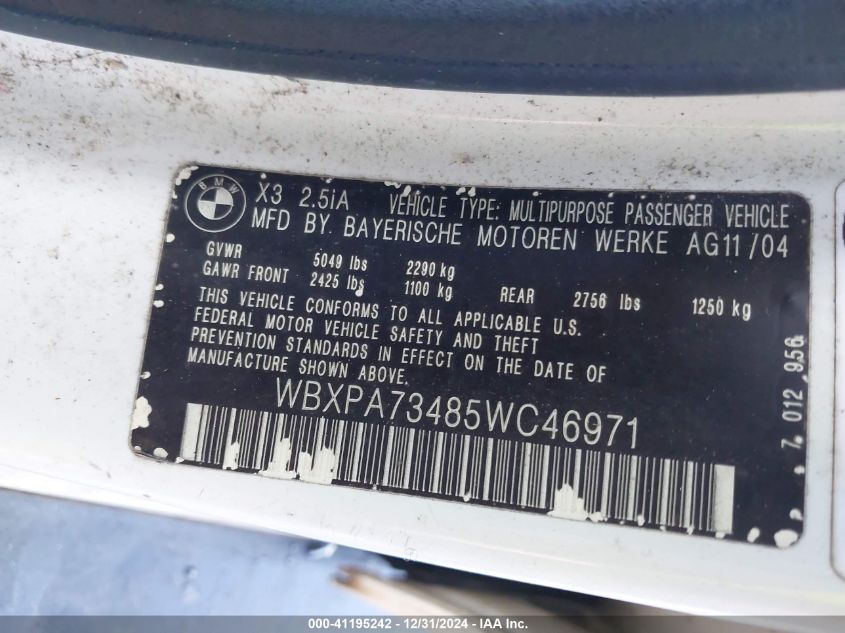 BMW
X3 2.5iA VEHICLE TYPE: MULTIPURPOSE PASSENGER VEHICLE
MFD BY BAYERISCHE MOTOREN WERKE AG11/04
GVWR 5049 lbs 2290 kg
GAWR FRONT 2425 lbs 1100 kg REAR 2756 lbs 1250 kg
THIS VEHICLE CONFORMS TO ALL APPLICABLE U.S.
FEDERAL MOTOR VEHICLE SAFETY AND THEFT
PREVENTION STANDARDS IN EFFECT ON THE DATE OF
MANUFACTURE SHOWN ABOVE.
WBXPA73485WC46971
7 012 956
000-41195242 - 12/31/2024 - IAA, Inc.